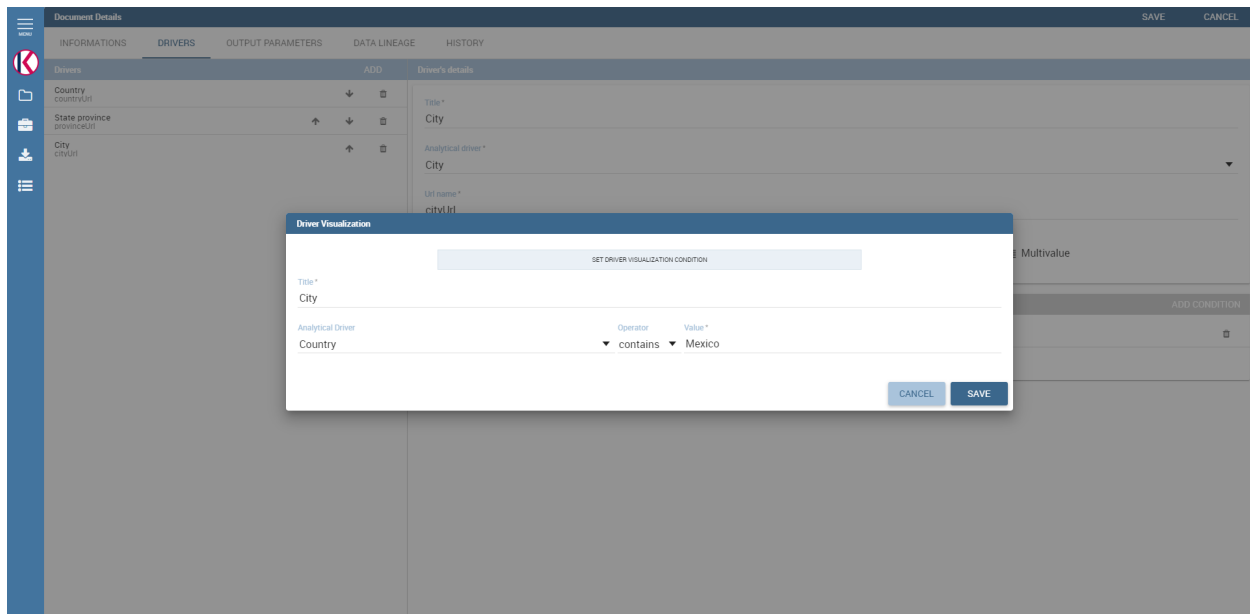 Document Details SAVE CANCEL
MENU
INFORMATIONS DRIVERS OUTPUT PARAMETERS DATA LINEAGE HISTORY
Drivers ADD Driver's details
Country
countryUrl
State province
provinceUrl
City
cityUrl
Title *
City
Analytical driver *
City
Url name *
cityUrl
Multivalue
ADD CONDITION
Driver Visualization
SET DRIVER VISUALIZATION CONDITION
Title *
City
Analytical Driver Operator Value *
Country contains Mexico
CANCEL SAVE